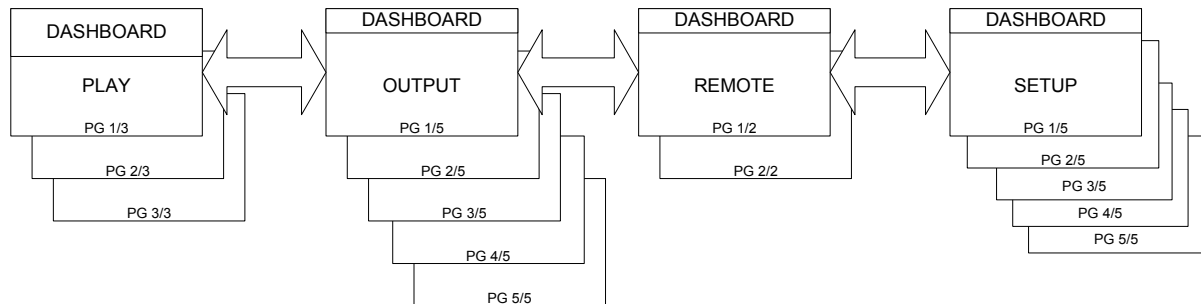 DASHBOARD
PLAY
PG 1/3
PG 2/3
PG 3/3
DASHBOARD
OUTPUT
PG 1/5
PG 2/5
PG 3/5
PG 4/5
PG 5/5
DASHBOARD
REMOTE
PG 1/2
PG 2/2
DASHBOARD
SETUP
PG 1/5
PG 2/5
PG 3/5
PG 4/5
PG 5/5